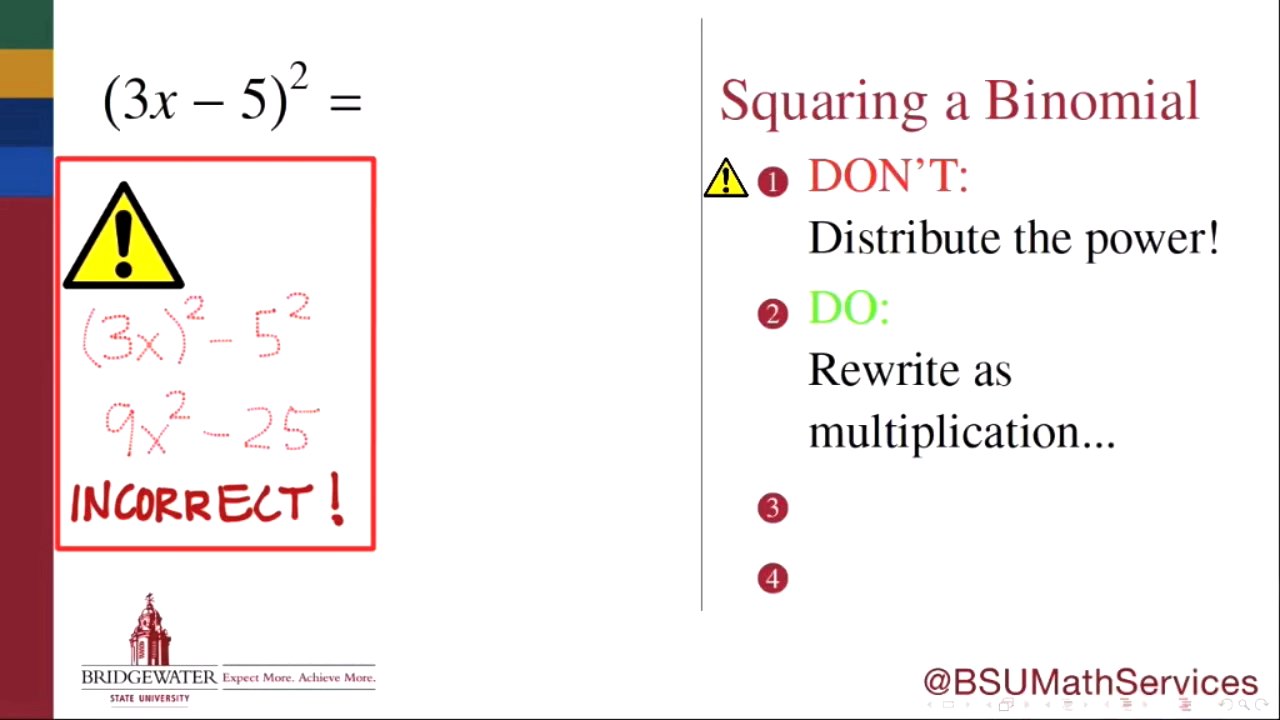 (3x − 5)² =
(3x)² - 5²
9x² - 25
INCORRECT!
BRIDGEWATER
STATE UNIVERSITY
Expect More. Achieve More.
Squaring a Binomial
1 DON'T:
Distribute the power!
2 DO:
Rewrite as
multiplication...
3
4
@BSUMathServices